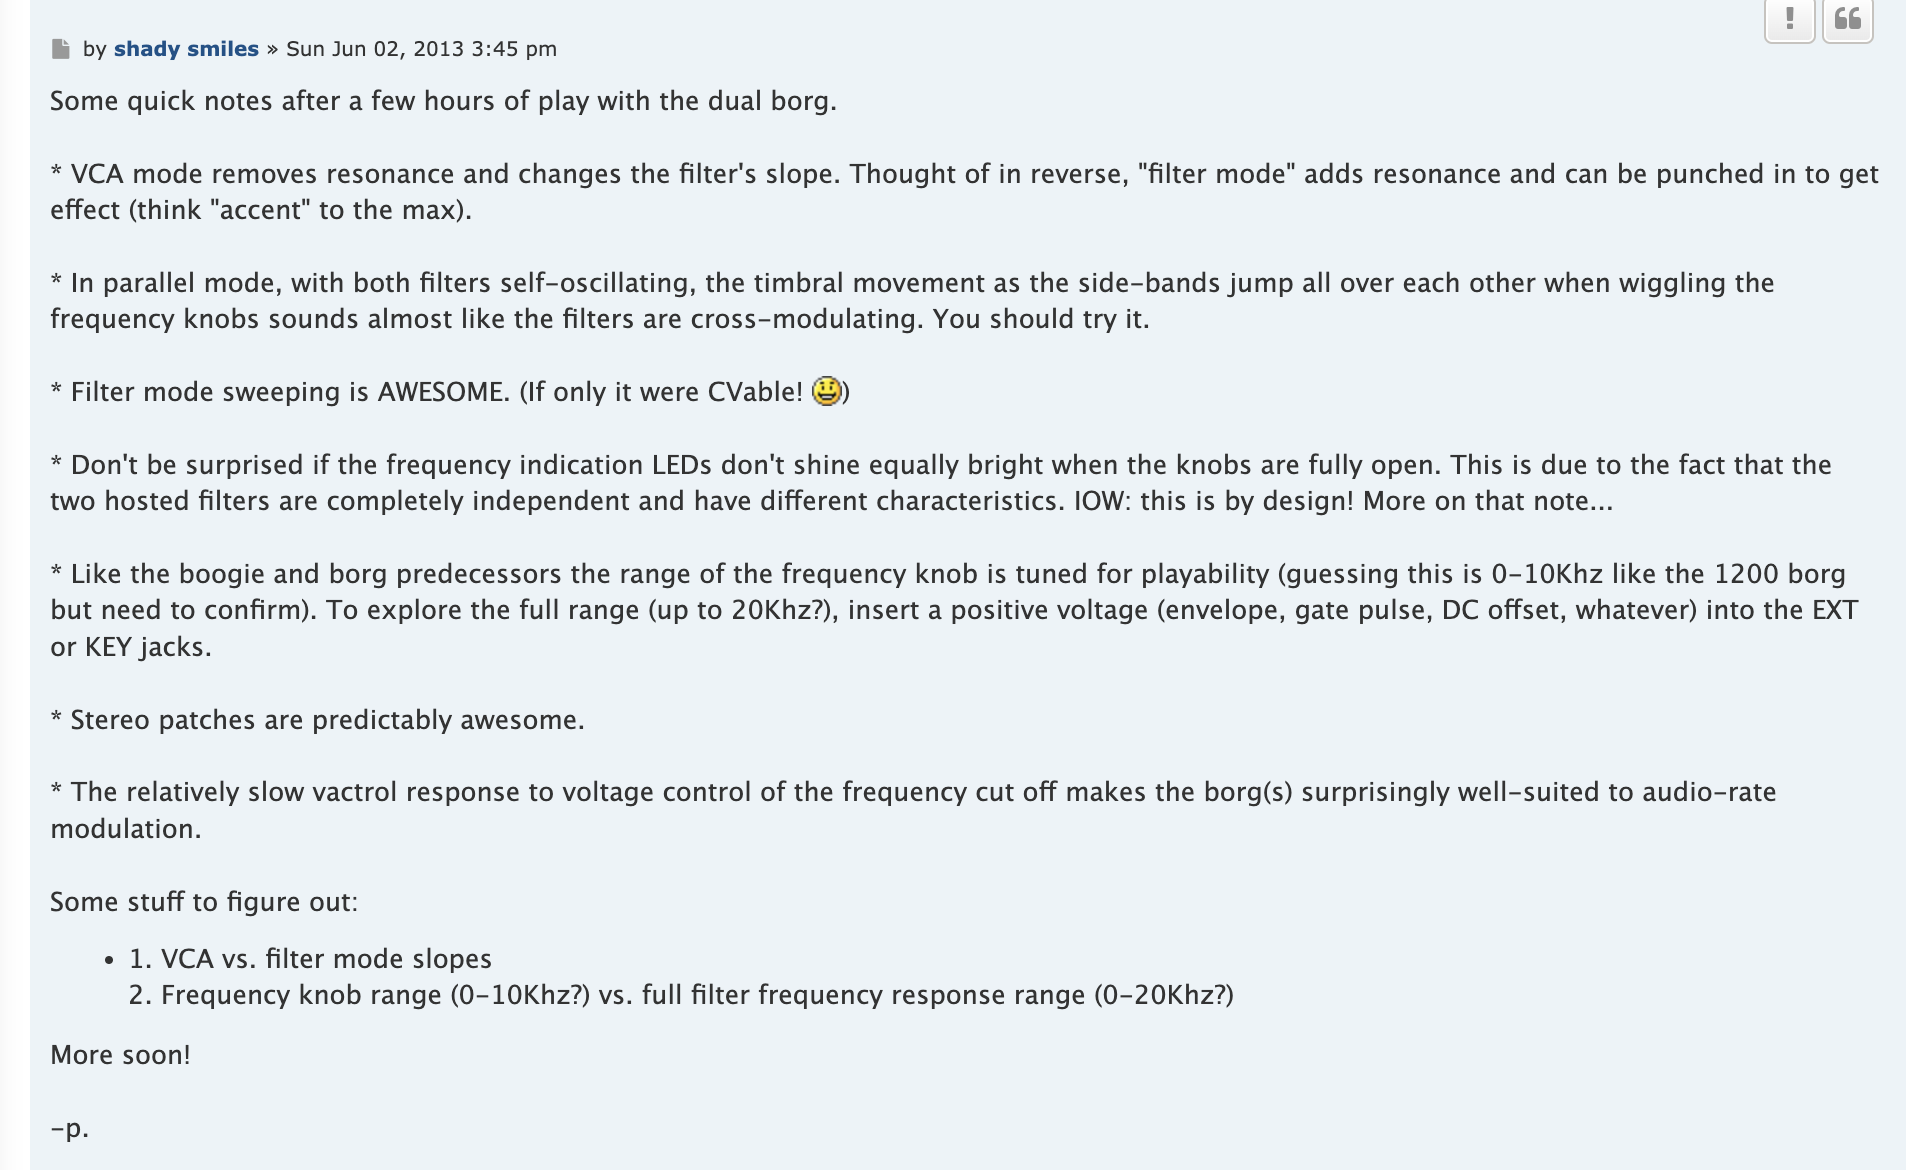 by shady smiles » Sun Jun 02, 2013 3:45 pm
Some quick notes after a few hours of play with the dual borg.
* VCA mode removes resonance and changes the filter's slope. Thought of in reverse, "filter mode" adds resonance and can be punched in to get
effect (think "accent" to the max).
* In parallel mode, with both filters self-oscillating, the timbral movement as the side-bands jump all over each other when wiggling the
frequency knobs sounds almost like the filters are cross-modulating. You should try it.
* Filter mode sweeping is AWESOME. (If only it were CVable! )
* Don't be surprised if the frequency indication LEDs don't shine equally bright when the knobs are fully open. This is due to the fact that the
two hosted filters are completely independent and have different characteristics. IOW: this is by design! More on that note...
* Like the boogie and borg predecessors the range of the frequency knob is tuned for playability (guessing this is 0-10Khz like the 1200 borg
but need to confirm). To explore the full range (up to 20Khz?), insert a positive voltage (envelope, gate pulse, DC offset, whatever) into the EXT
or KEY jacks.
* Stereo patches are predictably awesome.
* The relatively slow vactrol response to voltage control of the frequency cut off makes the borg(s) surprisingly well-suited to audio-rate
modulation.
Some stuff to figure out:
• 1. VCA vs. filter mode slopes
2. Frequency knob range (0-10Khz?) vs. full filter frequency response range (0-20Khz?)
More soon!
-p.